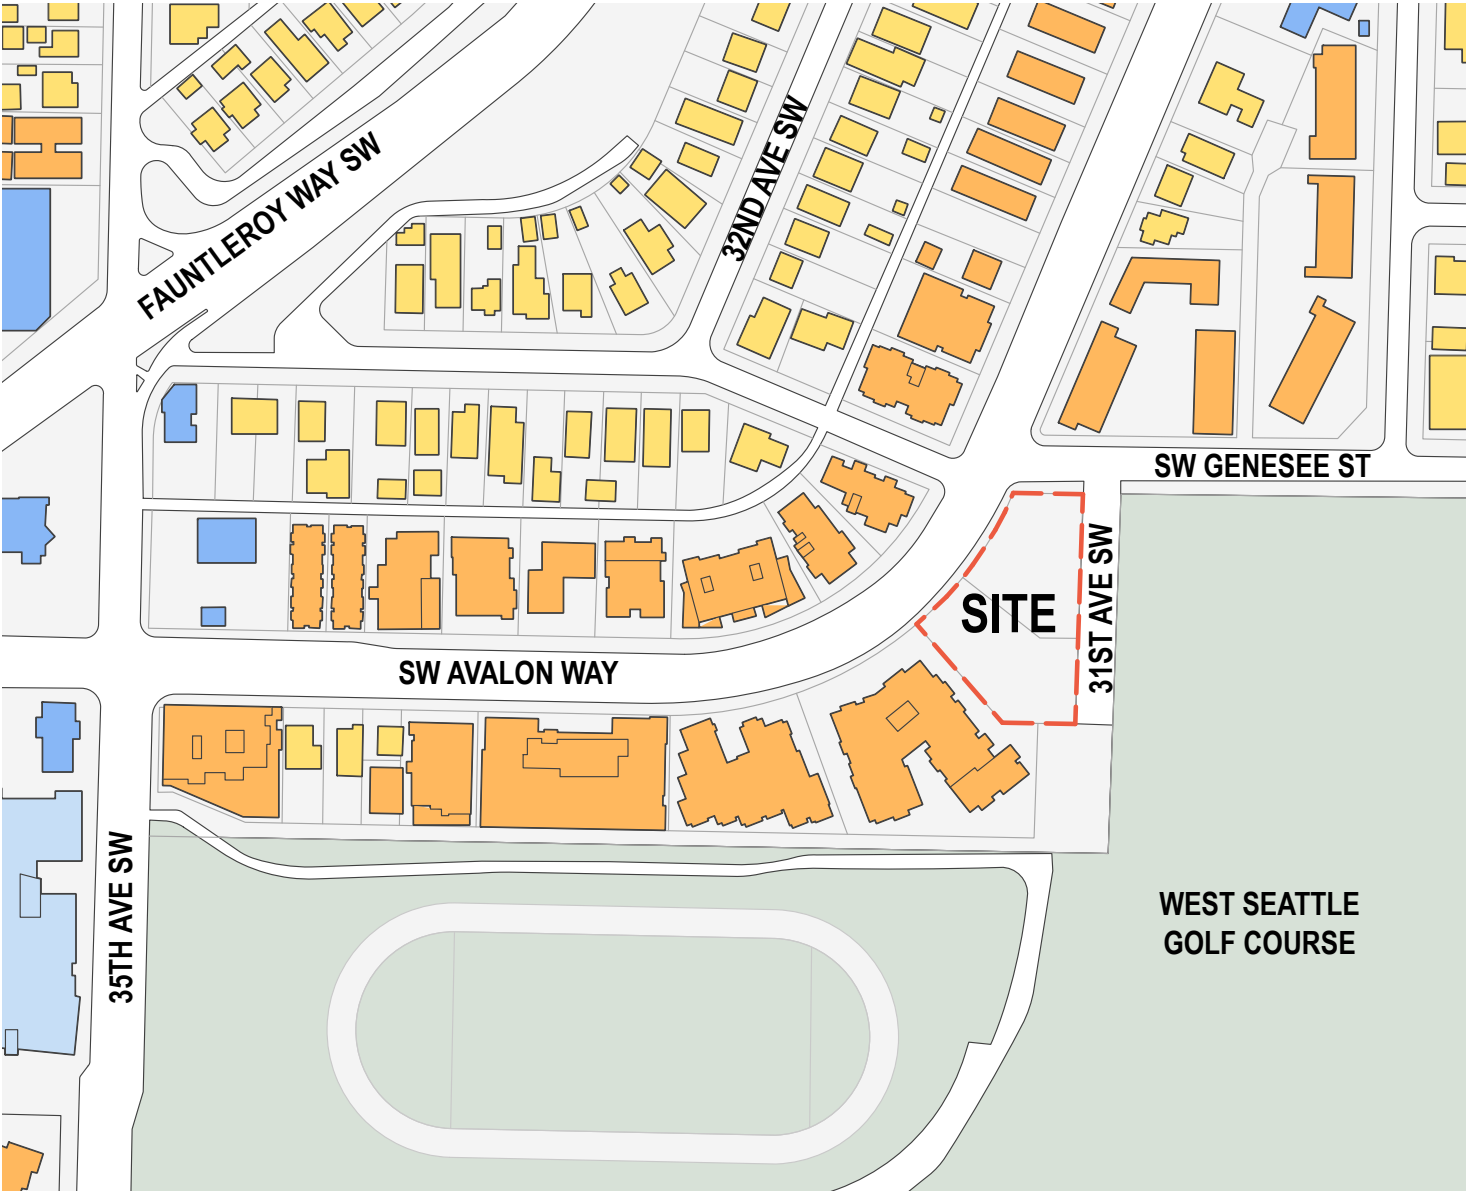 FAUNTLEROY WAY SW
32ND AVE SW
SW GENESEE ST
31ST AVE SW
SITE
SW AVALON WAY
35TH AVE SW
WEST SEATTLE
GOLF COURSE